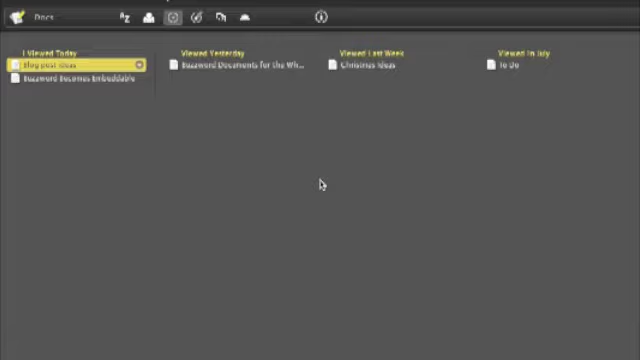 Docs
AZ
I Viewed Today
Blog post ideas
Buzzword Becomes Embeddable
Viewed Yesterday
Buzzword Documents for the Wh...
Viewed Last Week
Christmas Ideas
Viewed In July
To Do